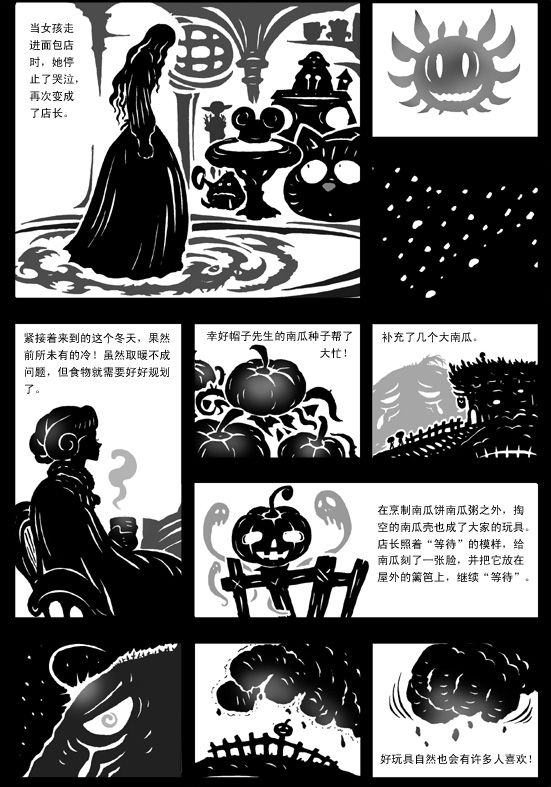 当女孩走
进面包店
时，她停
止了哭泣，
再次变成
了店长。
紧接着来到的这个冬天，果然
前所未有的冷！虽然取暖不成
问题，但食物就需要好好规划
了。
幸好帽子先生的南瓜种子帮了
大忙！
补充了几个大南瓜。
在烹制南瓜饼南瓜粥之外，掏
空的南瓜壳也成了大家的玩具。
店长照着“等待”的模样，给
南瓜刻了一张脸，并把它放在
屋外的篱笆上，继续“等待”。
好玩具自然也会有许多人喜欢！